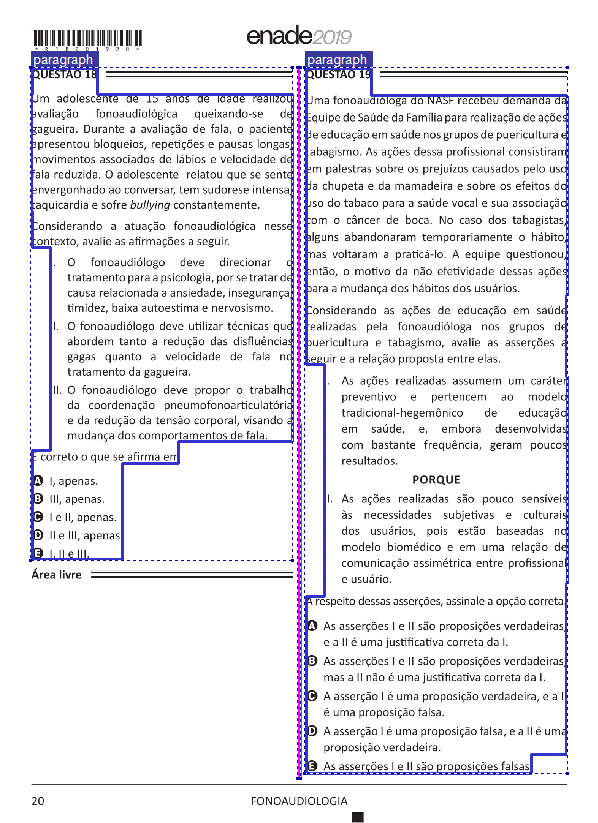 *R18201920*
enade2019
paragraph
QUESTÃO 18
Um adolescente de 15 anos de idade realizou
avaliação fonoaudiológica queixando-se de
gagueira. Durante a avaliação de fala, o paciente
apresentou bloqueios, repetições e pausas longas,
movimentos associados de lábios e velocidade de
fala reduzida. O adolescente relatou que se sente
envergonhado ao conversar, tem sudorese intensa,
taquicardia e sofre bullying constantemente.
Considerando a atuação fonoaudiológica nesse
contexto, avalie as afirmações a seguir.
I. O fonoaudiólogo deve direcionar o
tratamento para a psicologia, por se tratar de
causa relacionada a ansiedade, insegurança,
timidez, baixa autoestima e nervosismo.
II. O fonoaudiólogo deve utilizar técnicas que
abordem tanto a redução das disfluências
gagas quanto a velocidade de fala no
tratamento da gagueira.
III. O fonoaudiólogo deve propor o trabalho
da coordenação pneumofonoarticulatória
e da redução da tensão corporal, visando a
mudança dos comportamentos de fala.
É correto o que se afirma em
A I, apenas.
B III, apenas.
C I e II, apenas.
D II e III, apenas.
E I, II e III.
Área livre
paragraph
QUESTÃO 19
Uma fonoaudióloga do NASF recebeu demanda da
Equipe de Saúde da Família para realização de ações
de educação em saúde nos grupos de puericultura e
tabagismo. As ações dessa profissional consistiram
em palestras sobre os prejuízos causados pelo uso
da chupeta e da mamadeira e sobre os efeitos do
uso do tabaco para a saúde vocal e sua associação
com o câncer de boca. No caso dos tabagistas,
alguns abandonaram temporariamente o hábito,
mas voltaram a praticá-lo. A equipe questionou,
então, o motivo da não efetividade dessas ações
para a mudança dos hábitos dos usuários.
Considerando as ações de educação em saúde
realizadas pela fonoaudióloga nos grupos de
puericultura e tabagismo, avalie as asserções a
seguir e a relação proposta entre elas.
I. As ações realizadas assumem um caráter
preventivo e pertencem ao modelo
tradicional-hegemônico de educação
em saúde, e, embora desenvolvidas
com bastante frequência, geram poucos
resultados.
PORQUE
II. As ações realizadas são pouco sensíveis
às necessidades subjetivas e culturais
dos usuários, pois estão baseadas no
modelo biomédico e em uma relação de
comunicação assimétrica entre profissional
e usuário.
A respeito dessas asserções, assinale a opção correta.
A As asserções I e II são proposições verdadeiras,
e a II é uma justificativa correta da I.
B As asserções I e II são proposições verdadeiras,
mas a II não é uma justificativa correta da I.
C A asserção I é uma proposição verdadeira, e a II
é uma proposição falsa.
D A asserção I é uma proposição falsa, e a II é uma
proposição verdadeira.
E As asserções I e II são proposições falsas.
20
FONOAUDIOLOGIA